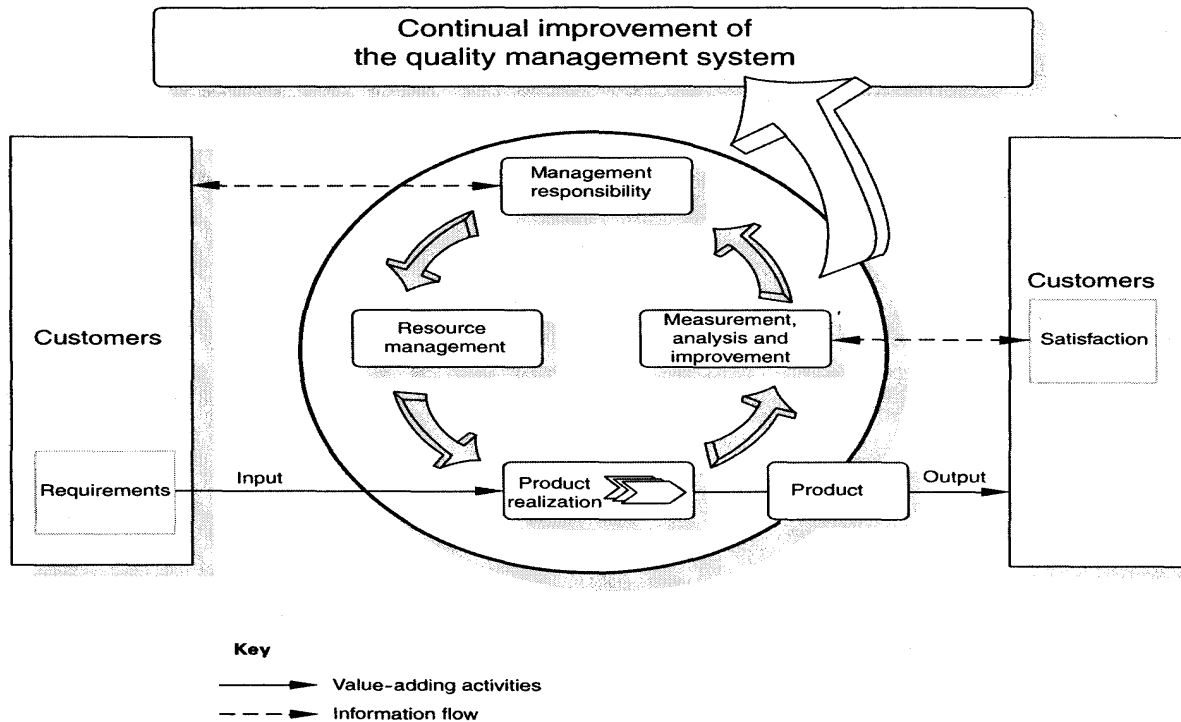 Continual improvement of
the quality management system
Management
responsibility
Customers
Customers
Resource
management
Measurement,
analysis and
improvement
Satisfaction
Requirements
Input
Product
realization
Product
Output
Key
Value-adding activities
Information flow